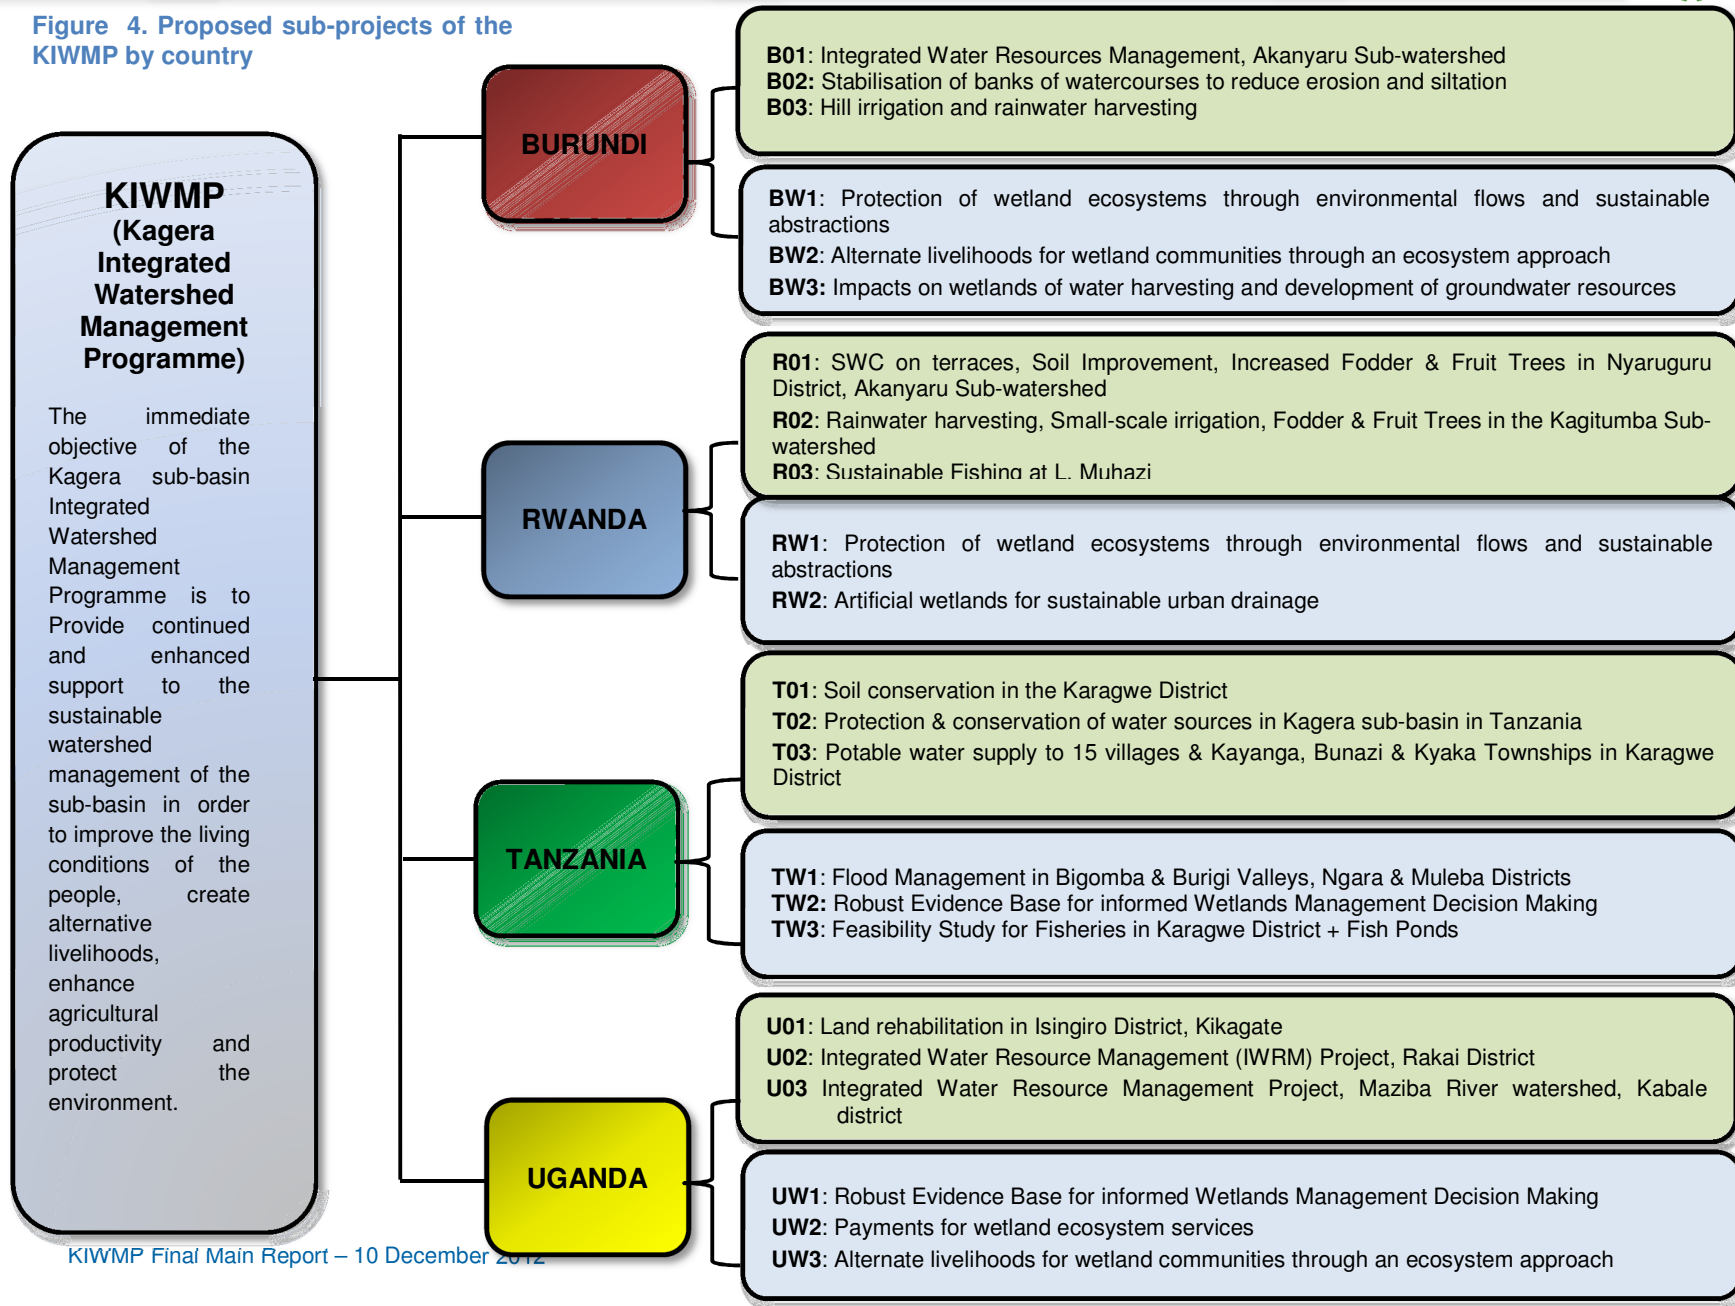 Figure 4. Proposed sub-projects of the
KIWMP by country
KIWMP
(Kagera
Integrated
Watershed
Management
Programme)
The immediate
objective of the
Kagera sub-basin
Integrated
Watershed
Management
Programme is to
Provide continued
and enhanced
support to the
sustainable
watershed
management of the
sub-basin in order
to improve the living
conditions of the
people, create
alternative
livelihoods,
enhance
agricultural
productivity and
protect the
environment.
BURUNDI
B01: Integrated Water Resources Management, Akanyaru Sub-watershed
B02: Stabilisation of banks of watercourses to reduce erosion and siltation
B03: Hill irrigation and rainwater harvesting
BW1: Protection of wetland ecosystems through environmental flows and sustainable
abstractions
BW2: Alternate livelihoods for wetland communities through an ecosystem approach
BW3: Impacts on wetlands of water harvesting and development of groundwater resources
RWANDA
R01: SWC on terraces, Soil Improvement, Increased Fodder & Fruit Trees in Nyaruguru
District, Akanyaru Sub-watershed
R02: Rainwater harvesting, Small-scale irrigation, Fodder & Fruit Trees in the Kagitumba Sub-
watershed
R03: Sustainable Fishing at L. Muhazi
RW1: Protection of wetland ecosystems through environmental flows and sustainable
abstractions
RW2: Artificial wetlands for sustainable urban drainage
TANZANIA
T01: Soil conservation in the Karagwe District
T02: Protection & conservation of water sources in Kagera sub-basin in Tanzania
T03: Potable water supply to 15 villages & Kayanga, Bunazi & Kyaka Townships in Karagwe
District
TW1: Flood Management in Bigomba & Burigi Valleys, Ngara & Muleba Districts
TW2: Robust Evidence Base for informed Wetlands Management Decision Making
TW3: Feasibility Study for Fisheries in Karagwe District + Fish Ponds
UGANDA
U01: Land rehabilitation in Isingiro District, Kikagate
U02: Integrated Water Resource Management (IWRM) Project, Rakai District
U03 Integrated Water Resource Management Project, Maziba River watershed, Kabale
district
UW1: Robust Evidence Base for informed Wetlands Management Decision Making
UW2: Payments for wetland ecosystem services
UW3: Alternate livelihoods for wetland communities through an ecosystem approach
KIWMP Final Main Report – 10 December 2012